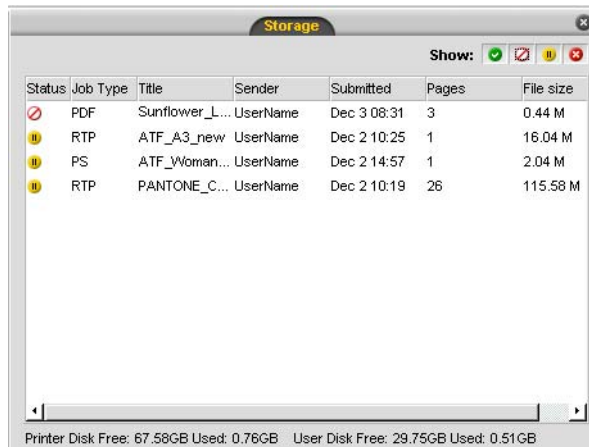 Storage
Show:
Status Job Type Title Sender Submitted Pages File size
PDF Sunflower_L... UserName Dec 3 08:31 3 0.44 M
RTP ATF_A3_new UserName Dec 2 10:25 1 16.04 M
PS ATF_Woman... UserName Dec 2 14:57 1 2.04 M
RTP PANTONE_C... UserName Dec 2 10:19 26 115.58 M
Printer Disk Free: 67.58GB Used: 0.76GB User Disk Free: 29.75GB Used: 0.51GB